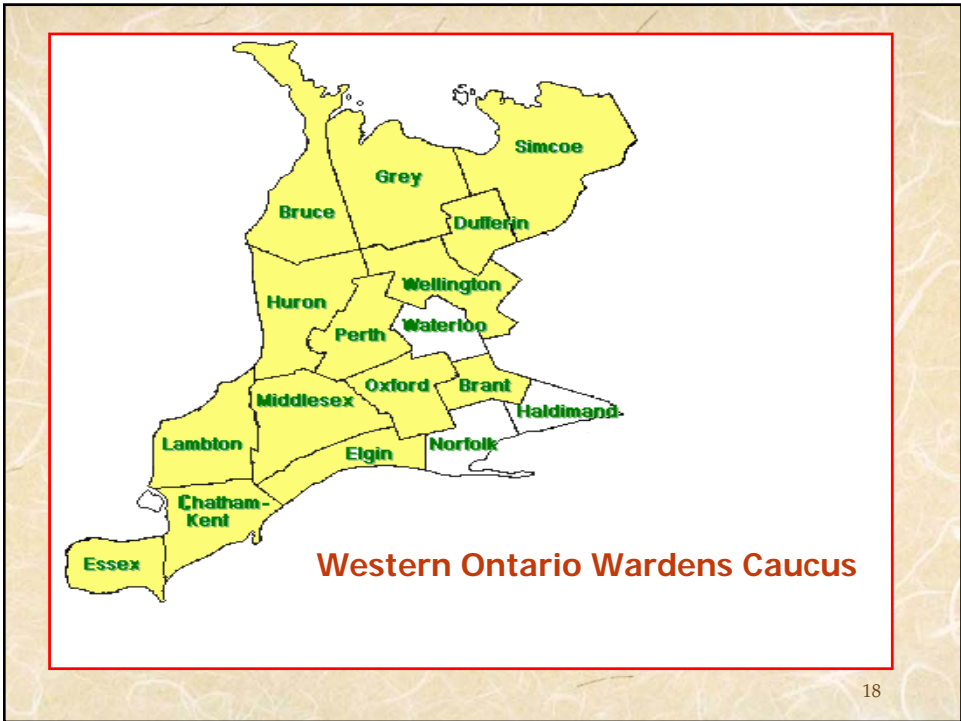 Simcoe
Grey
Bruce
Dufferin
Wellington
Huron
Waterloo
Perth
Oxford
Brant
Middlesex
Haldimand
Lambton
Norfolk
Elgin
Chatham-
Kent
Essex
Western Ontario Wardens Caucus
18